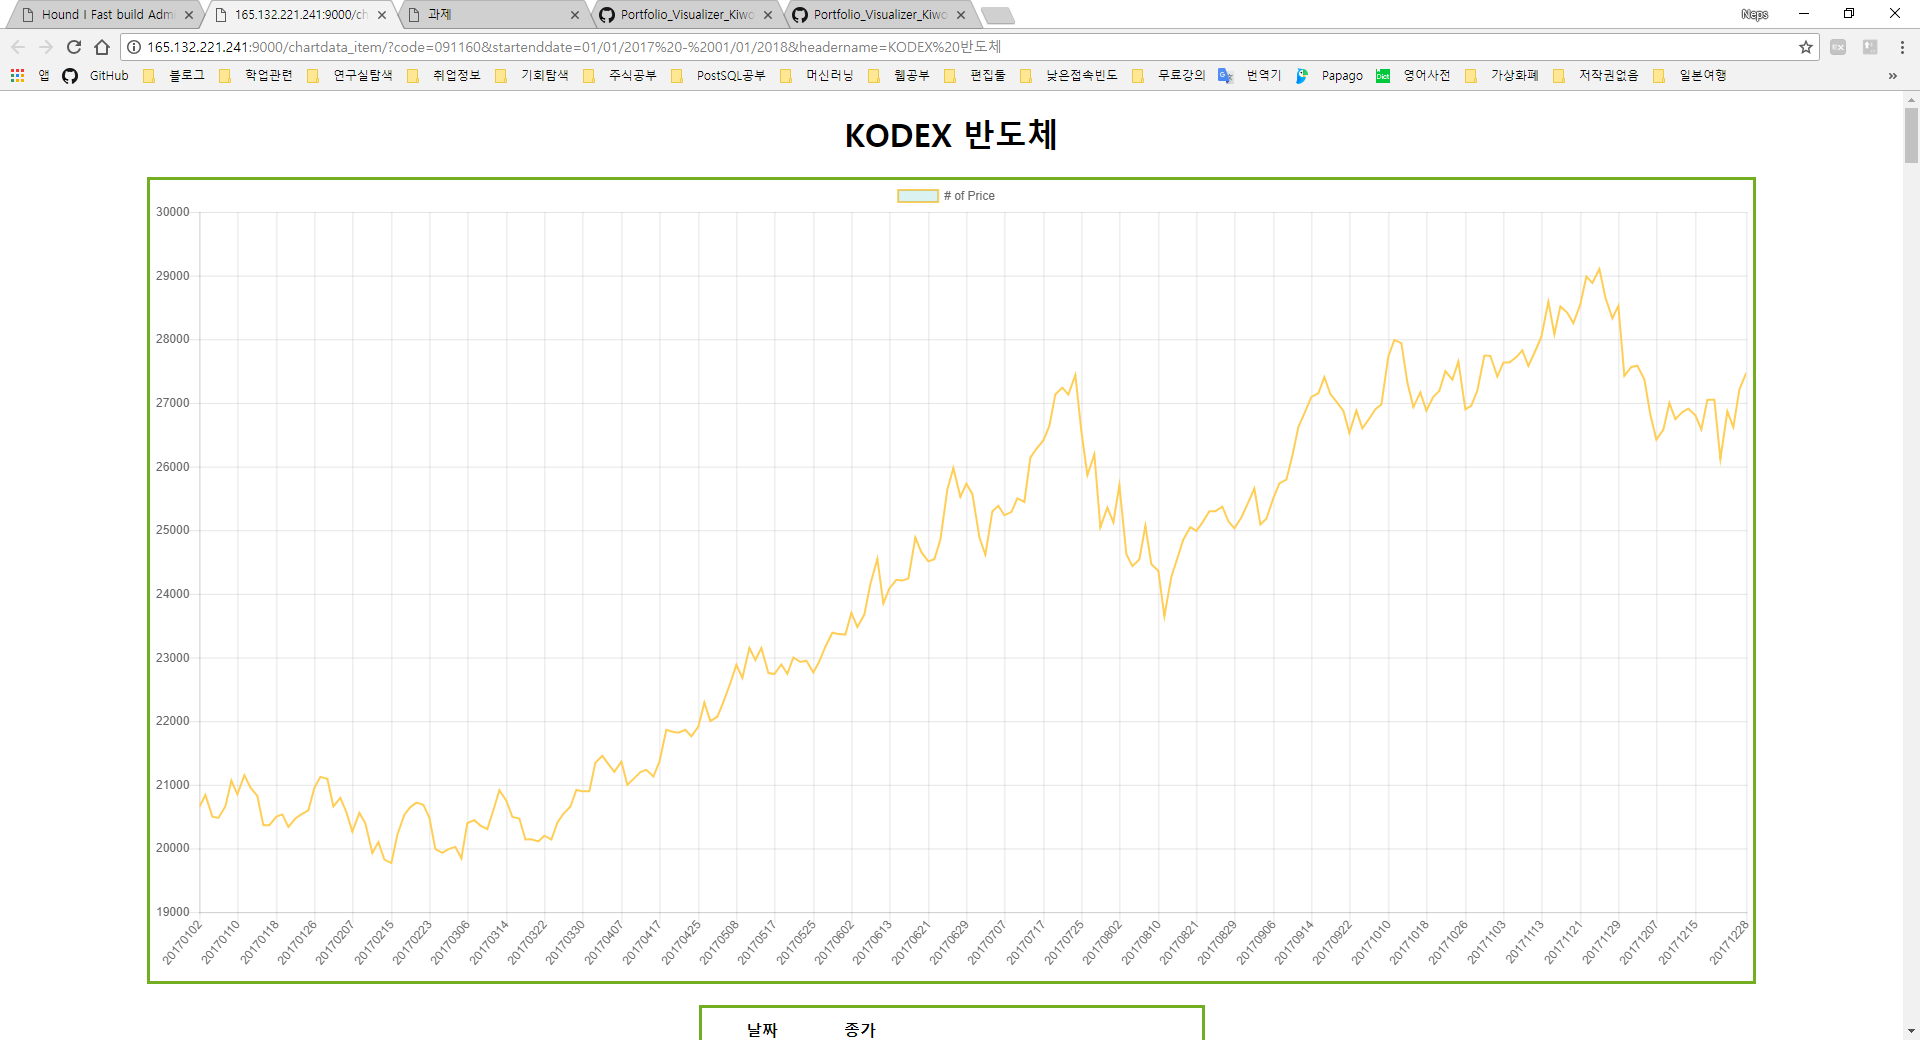 Hound | Fast build Admi
165.132.221.241:9000/ch
과제
Portfolio_Visualizer_Kiwo
Portfolio_Visualizer_Kiwo
Neps
165.132.221.241:9000/chartdata_item/?code=091160&startenddate=01/01/2017%20-%2001/01/2018&headername=KODEX%20반도체
앱 GitHub 블로그 학업관련 연구실탐색 취업정보 기회탐색 주식공부 PostSQL공부 머신러닝 웹공부 편집툴 낮은접속빈도 무료강의 번역기 Papago 영어사전 가상화폐 저작권없음 일본여행 »
KODEX 반도체
# of Price
30000
29000
28000
27000
26000
25000
24000
23000
22000
21000
20000
19000
20170102 20170110 20170118 20170126 20170207 20170215 20170223 20170306 20170314 20170322 20170330 20170407 20170417 20170425 20170508 20170517 20170525 20170602 20170613 20170621 20170629 20170707 20170717 20170725 20170802 20170810 20170821 20170829 20170906 20170914 20170922 20171010 20171018 20171026 20171103 20171113 20171121 20171129 20171207 20171215 20171228
날짜 종가